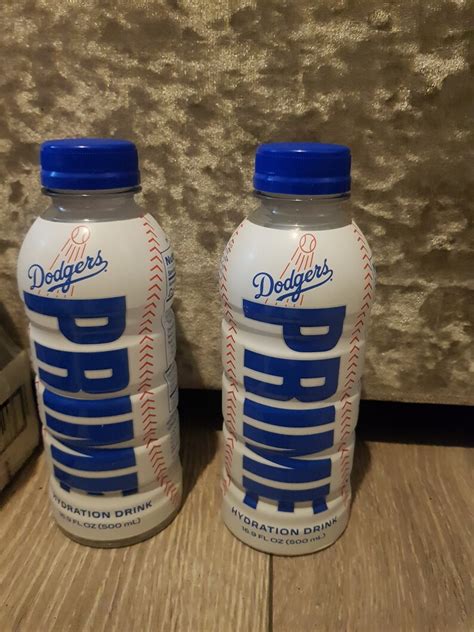 Dodgers
PRIME
HYDRATION DRINK
16.9 FL OZ (500 mL)
Dodgers
PRIME
HYDRATION DRINK
16.9 FL OZ (500 mL)